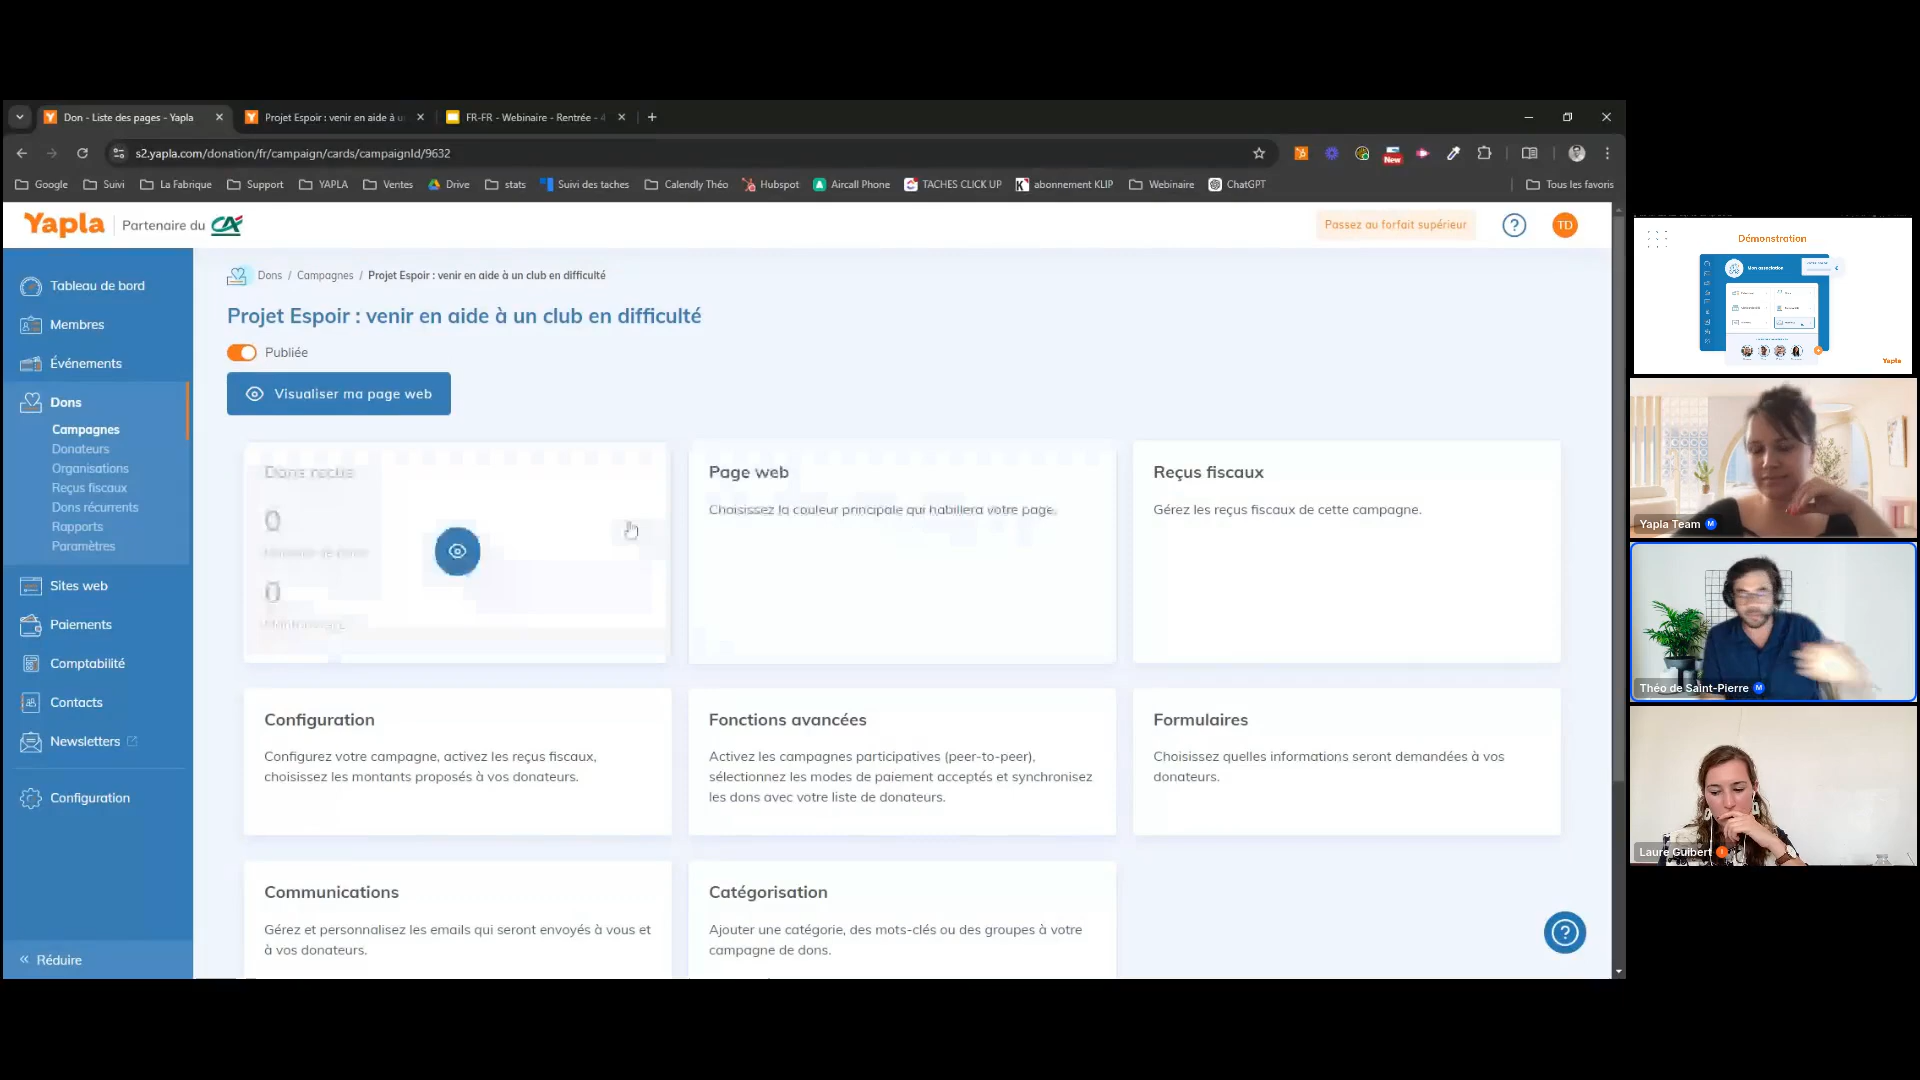 Don - Liste des pages - Yapla
Projet Espoir : venir en aide à u
FR-FR - Webinaire - Rentrée - 4
s2.yapla.com/donation/fr/campaign/cards/campaignId/9632
New
Google
Suivi
La Fabrique
Support
YAPLA
Ventes
Drive
stats
Suivi des taches
Calendly Théo
Hubspot
Aircall Phone
TACHES CLICK UP
abonnement KLIP
Webinaire
ChatGPT
Tous les favoris
Yapla
Partenaire du CA
Passez au forfait supérieur
?
TD
Tableau de bord
Membres
Événements
Dons
Campagnes
Donateurs
Organisations
Reçus fiscaux
Dons récurrents
Rapports
Paramètres
Sites web
Paiements
Comptabilité
Contacts
Newsletters
Configuration
Réduire
Dons / Campagnes / Projet Espoir : venir en aide à un club en difficulté
Projet Espoir : venir en aide à un club en difficulté
Publiée
Visualiser ma page web
Dons reçus
0
0
Page web
Choisissez la couleur principale qui habillera votre page.
Reçus fiscaux
Gérez les reçus fiscaux de cette campagne.
Configuration
Configurez votre campagne, activez les reçus fiscaux,
choisissez les montants proposés à vos donateurs.
Fonctions avancées
Activez les campagnes participatives (peer-to-peer),
sélectionnez les modes de paiement acceptés et synchronisez
les dons avec votre liste de donateurs.
Formulaires
Choisissez quelles informations seront demandées à vos
donateurs.
Communications
Gérez et personnalisez les emails qui seront envoyés à vous et
à vos donateurs.
Catégorisation
Ajouter une catégorie, des mots-clés ou des groupes à votre
campagne de dons.
?
Démonstration
Mon association
Yapla
Yapla Team M
Théo de Saint-Pierre M
Laure Guibert